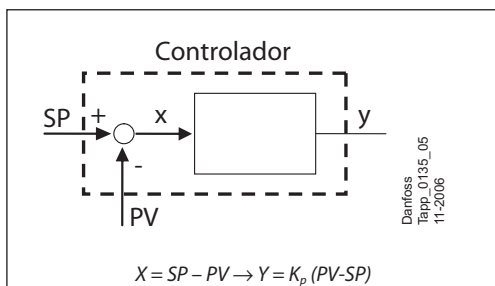 Controlador
SP + x y
-
PV
Danfoss
Tapp_0135_05
11-2006
X = SP – PV → Y = Kp (PV-SP)